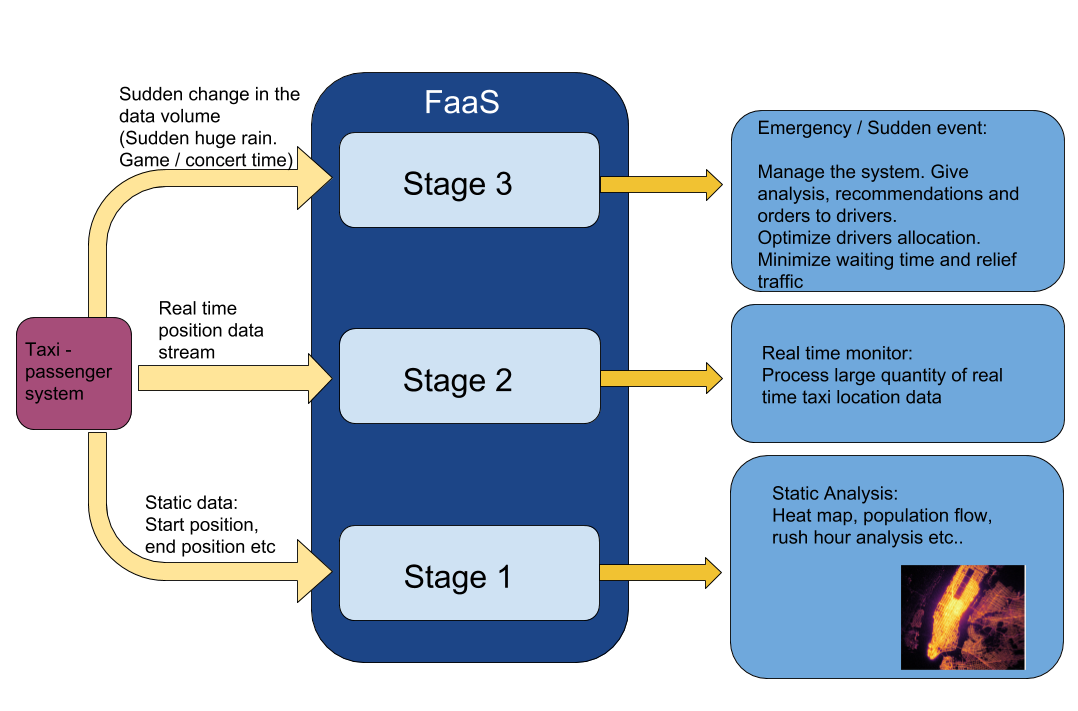 Sudden change in the
data volume
(Sudden huge rain.
Game / concert time)
FaaS
Stage 3
Emergency / Sudden event:
Manage the system. Give
analysis, recommendations and
orders to drivers.
Optimize drivers allocation.
Minimize waiting time and relief
traffic
Taxi -
passenger
system
Real time
position data
stream
Stage 2
Real time monitor:
Process large quantity of real
time taxi location data
Static data:
Start position,
end position etc
Stage 1
Static Analysis:
Heat map, population flow,
rush hour analysis etc..